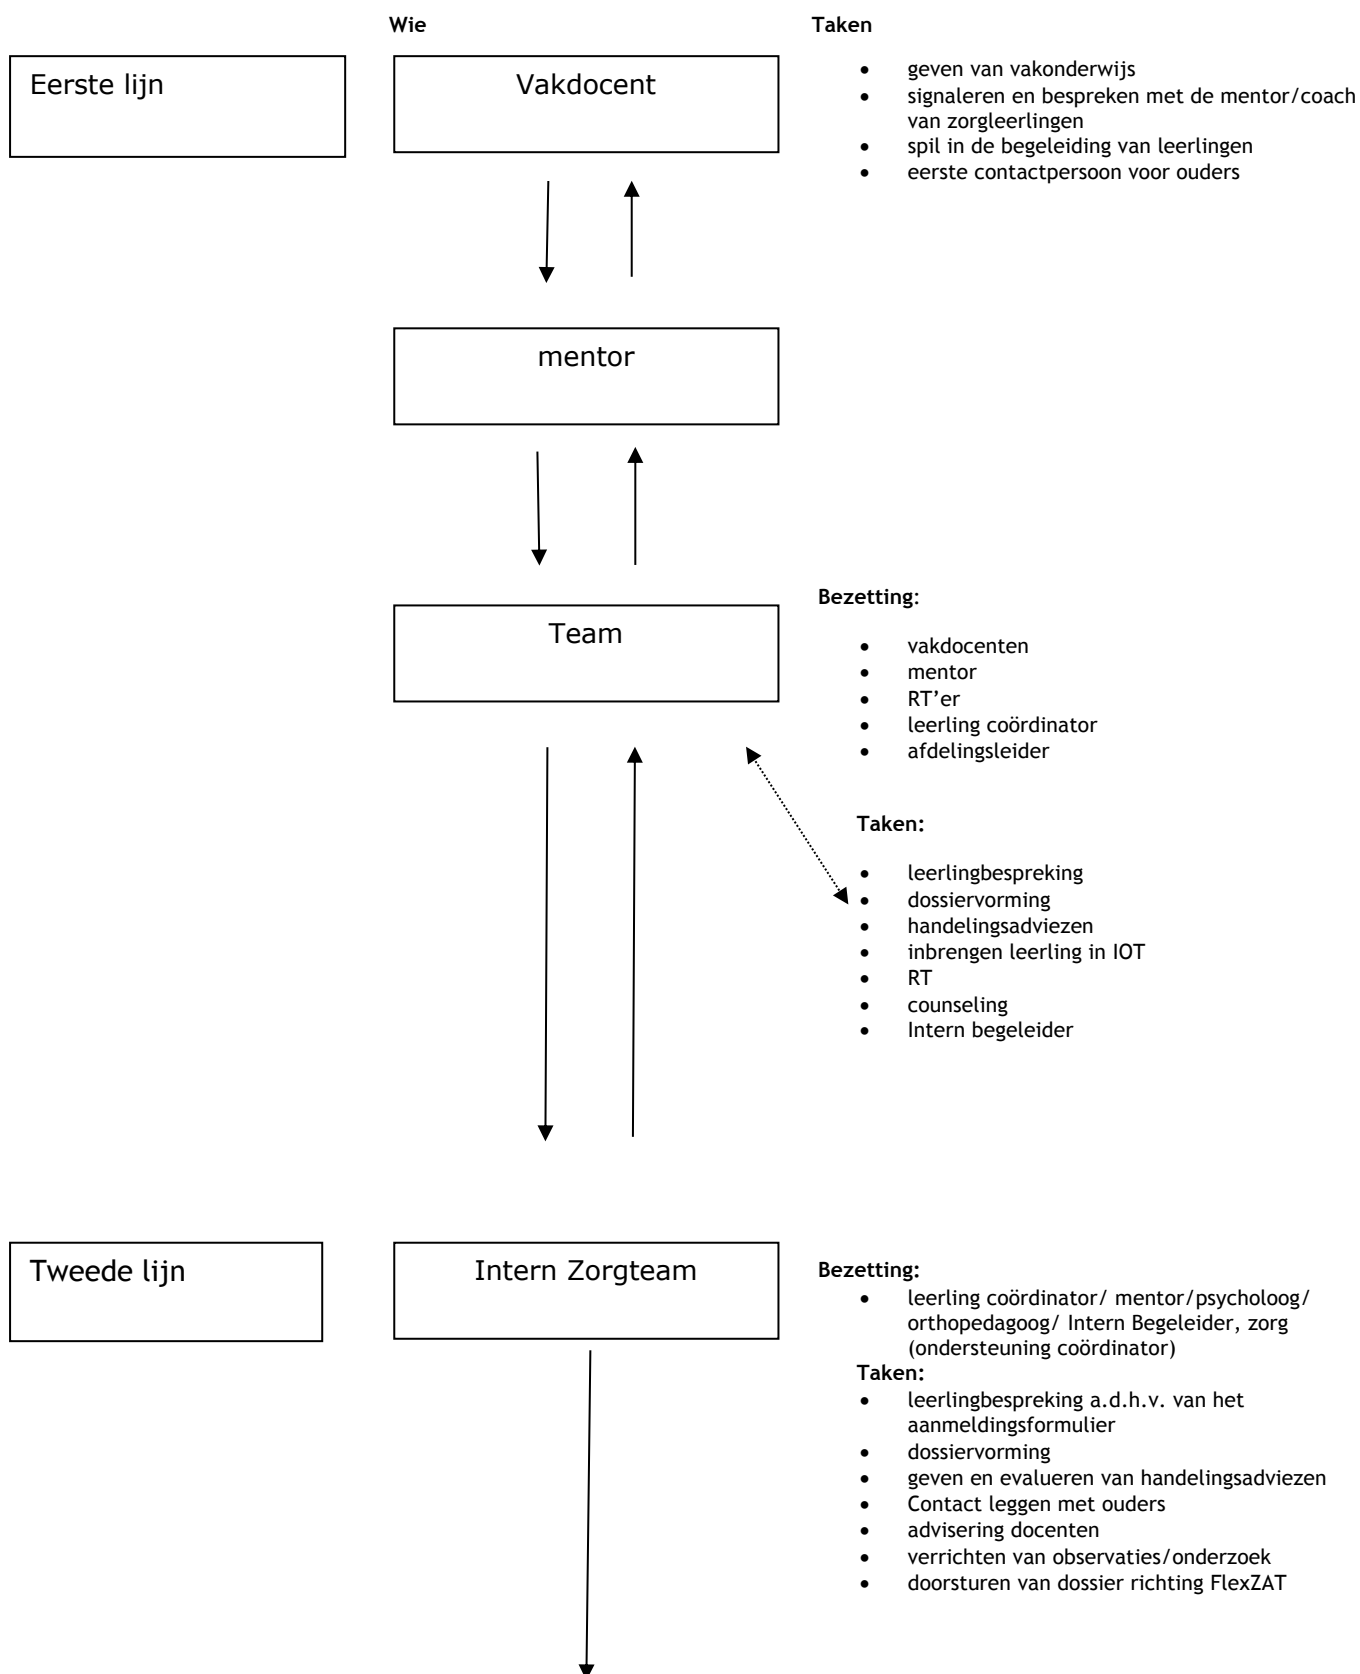 Wie
Taken
Eerste lijn
Vakdocent
• geven van vakonderwijs
• signaleren en bespreken met de mentor/coach
van zorgleerlingen
• spil in de begeleiding van leerlingen
• eerste contactpersoon voor ouders
mentor
Team
Bezetting:
• vakdocenten
• mentor
• RT’er
• leerling coördinator
• afdelingsleider
Taken:
• leerlingbespreking
• dossiervorming
• handelingsadviezen
• inbrengen leerling in IOT
• RT
• counseling
• Intern begeleider
Tweede lijn
Intern Zorgteam
Bezetting:
• leerling coördinator/ mentor/psycholoog/
orthopedagoog/ Intern Begeleider, zorg
(ondersteuning coördinator)
Taken:
• leerlingbespreking a.d.h.v. van het
aanmeldingsformulier
• dossiervorming
• geven en evalueren van handelingsadviezen
• Contact leggen met ouders
• advisering docenten
• verrichten van observaties/onderzoek
• doorsturen van dossier richting FlexZAT